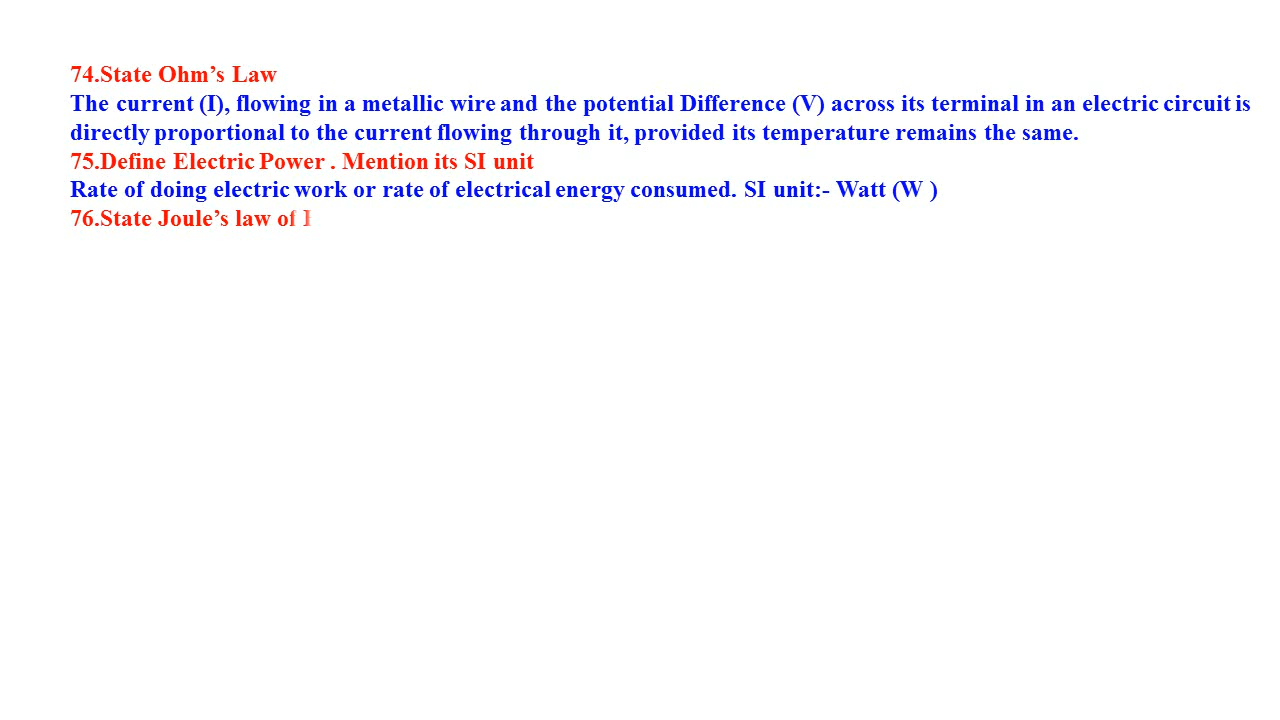 74.State Ohm’s Law
The current (I), flowing in a metallic wire and the potential Difference (V) across its terminal in an electric circuit is
directly proportional to the current flowing through it, provided its temperature remains the same.
75.Define Electric Power . Mention its SI unit
Rate of doing electric work or rate of electrical energy consumed. SI unit:- Watt (W )
76.State Joule’s law of